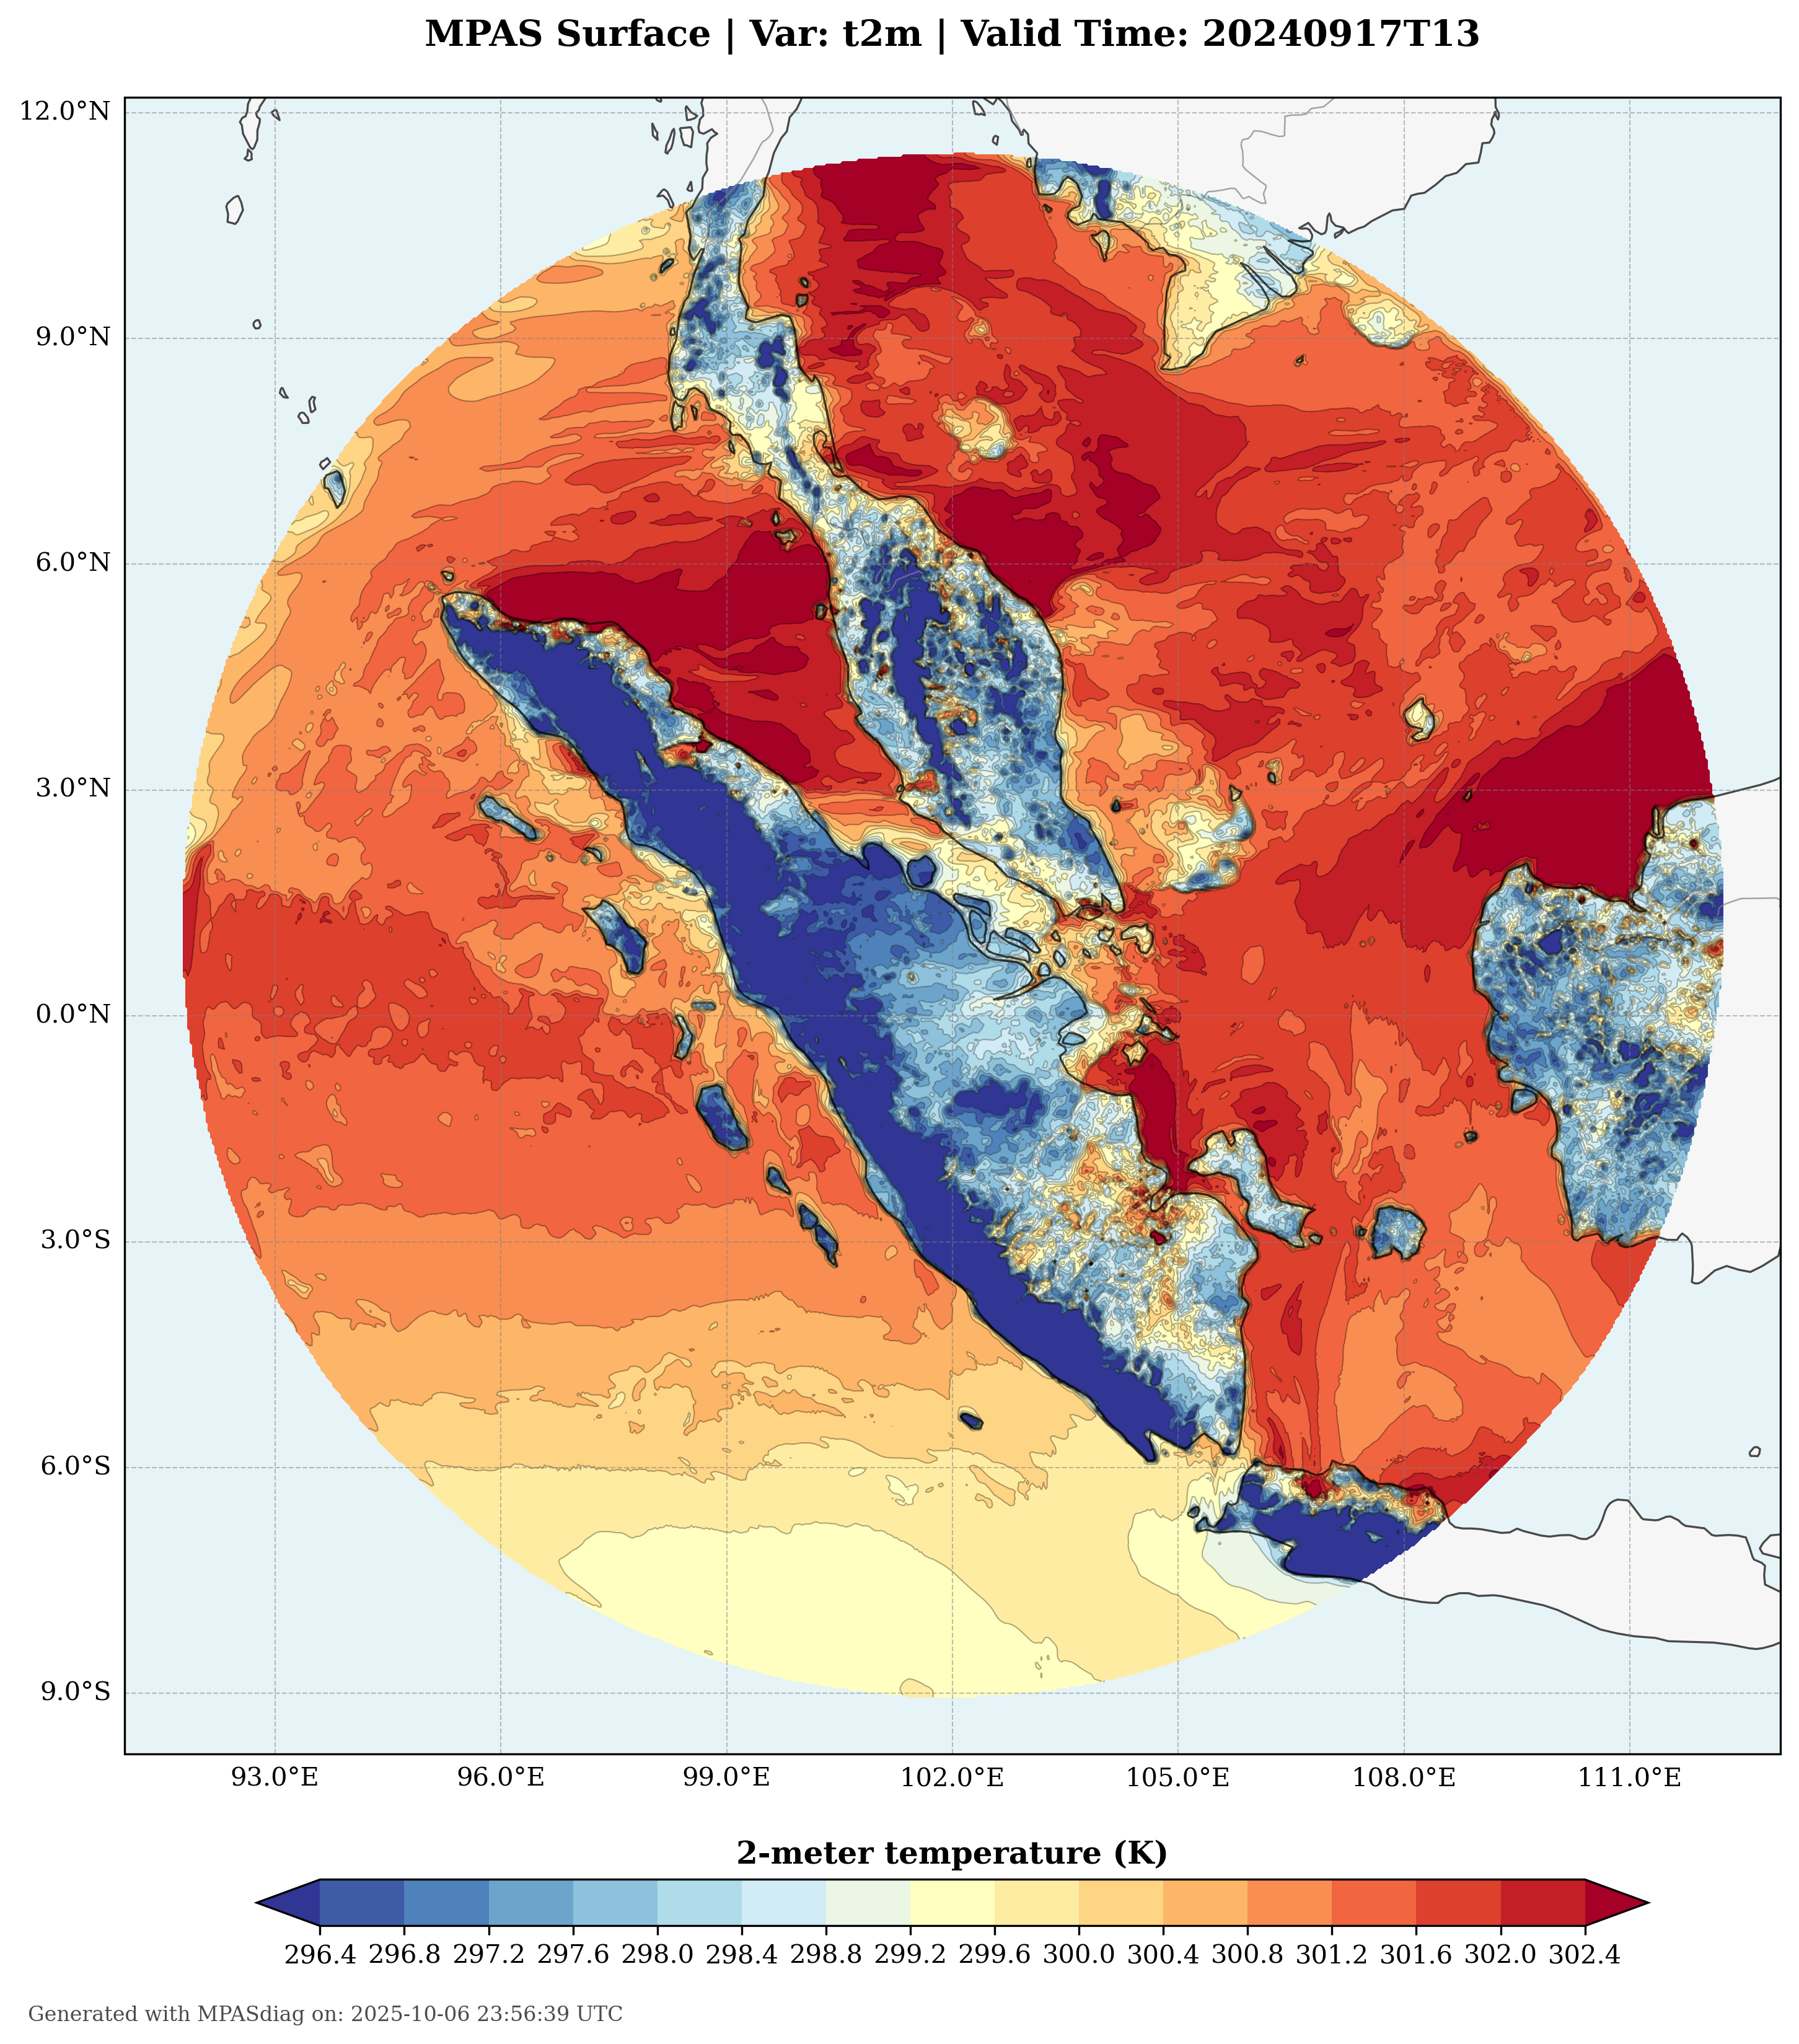 MPAS Surface | Var: t2m | Valid Time: 20240917T13
12.0°N
9.0°N
6.0°N
3.0°N
0.0°N
3.0°S
6.0°S
9.0°S
93.0°E 96.0°E 99.0°E 102.0°E 105.0°E 108.0°E 111.0°E
2-meter temperature (K)
296.4 296.8 297.2 297.6 298.0 298.4 298.8 299.2 299.6 300.0 300.4 300.8 301.2 301.6 302.0 302.4
Generated with MPASdiag on: 2025-10-06 23:56:39 UTC